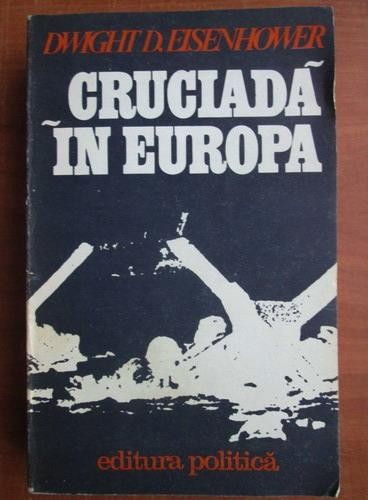 DWIGHT D. EISENHOWER
CRUCIADĂ
ÎN EUROPA
editura politică